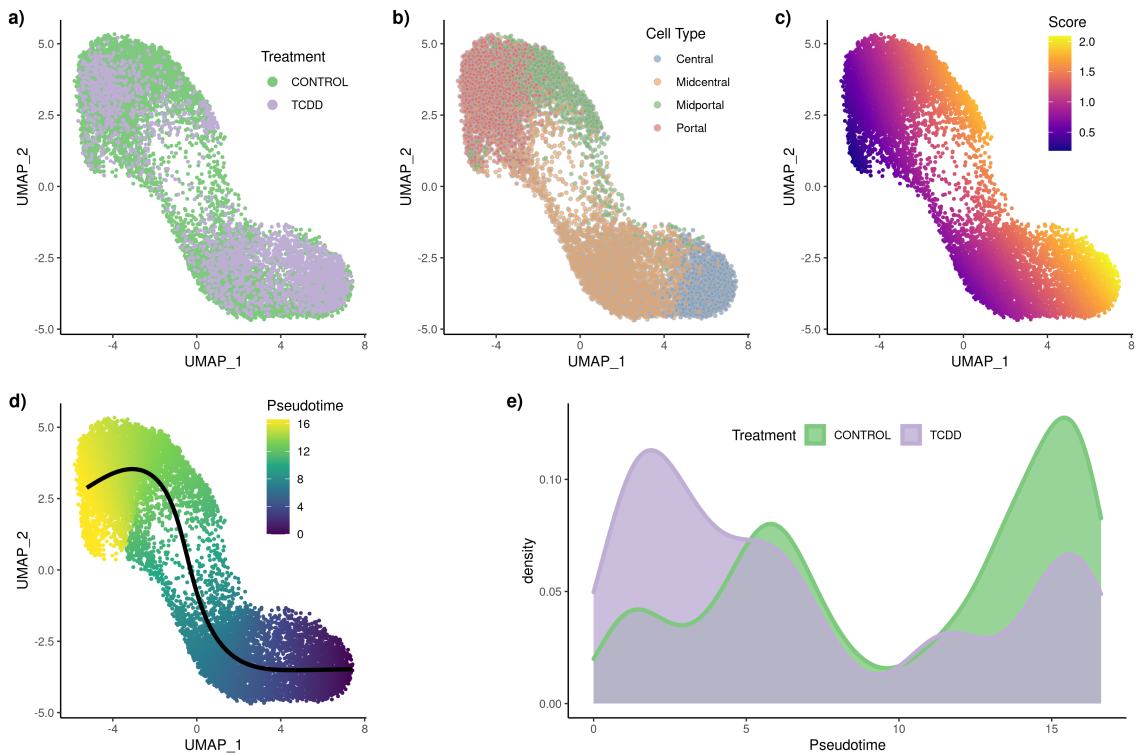 a)
Treatment
CONTROL
TCDD
5.0
2.5
0.0
-2.5
-5.0
UMAP_2
-4
0
4
8
UMAP_1
b)
Cell Type
Central
Midcentral
Midportal
Portal
5.0
2.5
0.0
-2.5
-5.0
UMAP_2
-4
0
4
8
UMAP_1
c)
Score
2.0
1.5
1.0
0.5
5.0
2.5
0.0
-2.5
-5.0
UMAP_2
-4
0
4
8
UMAP_1
d)
Pseudotime
16
12
8
4
0
5.0
2.5
0.0
-2.5
-5.0
UMAP_2
-4
0
4
8
UMAP_1
e)
Treatment CONTROL TCDD
0.10
0.05
0.00
density
0
5
10
15
Pseudotime